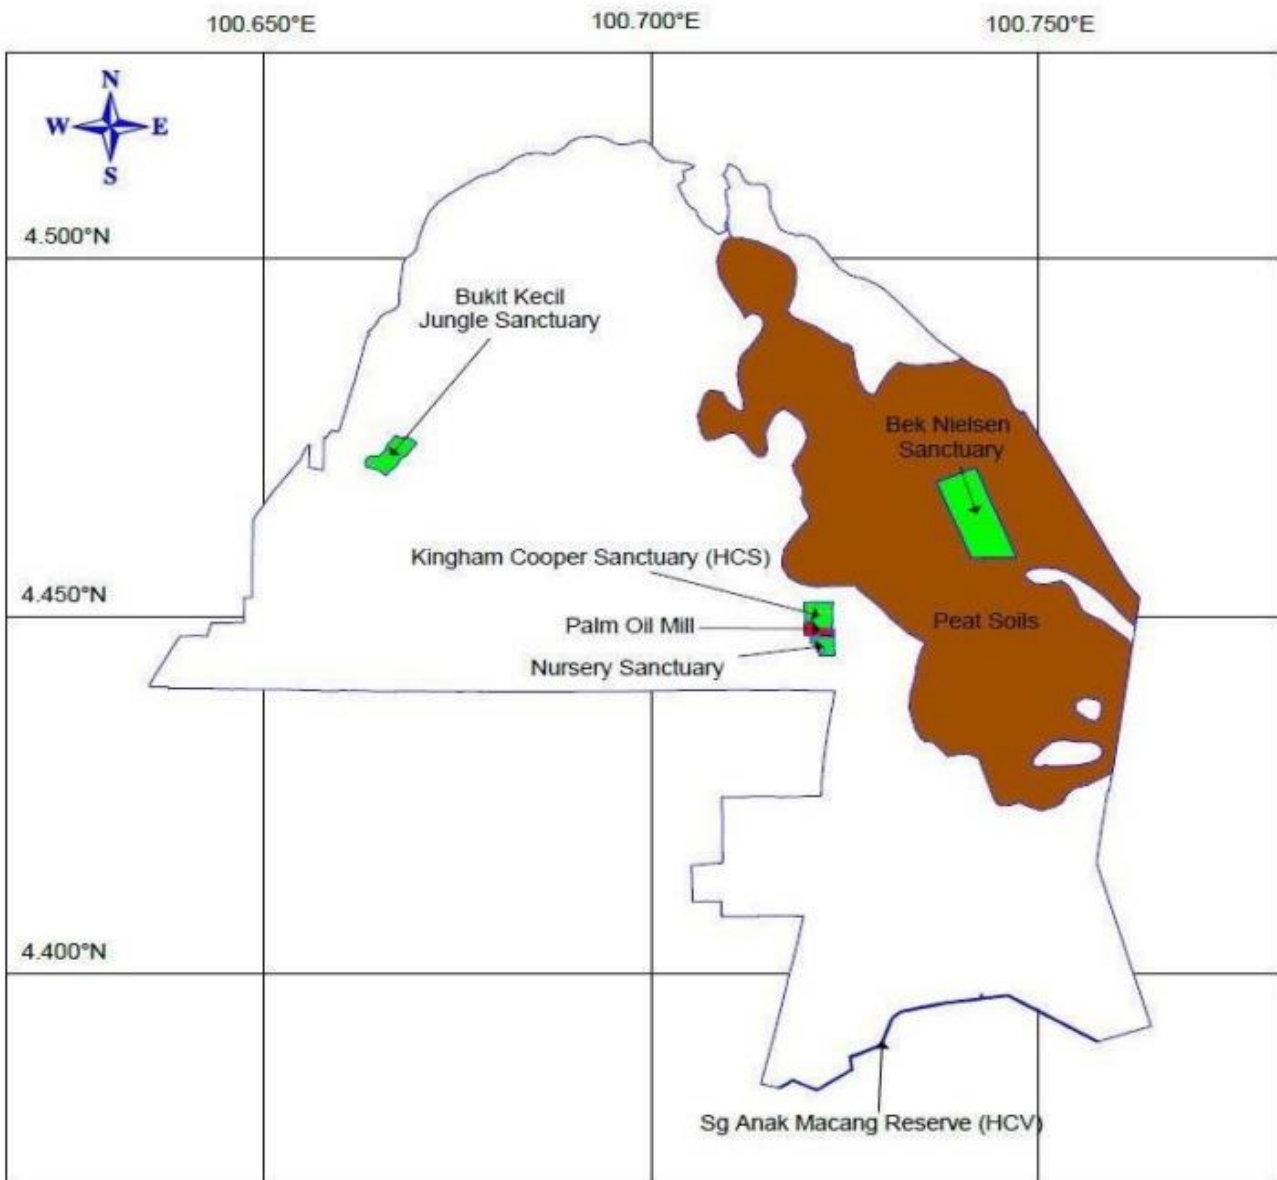 100.650°E
100.700°E
100.750°E
N
W
E
S
4.500°N
Bukit Kecil
Jungle Sanctuary
Bek Nielsen
Sanctuary
Kingham Cooper Sanctuary (HCS)
4.450°N
Palm Oil Mill
Peat Soils
Nursery Sanctuary
4.400°N
Sg Anak Macang Reserve (HCV)